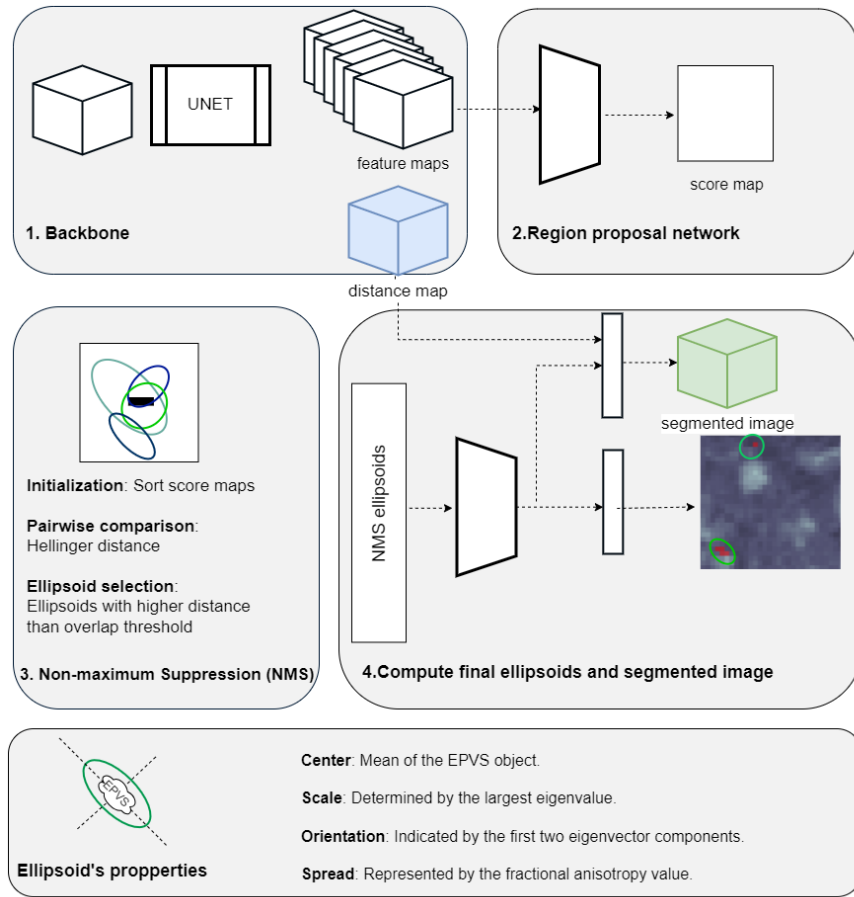 UNET
feature maps
1. Backbone
score map
2.Region proposal network
distance map
Initialization: Sort score maps
Pairwise comparison:
Hellinger distance
Ellipsoid selection:
Ellipsoids with higher distance
than overlap threshold
3. Non-maximum Suppression (NMS)
NMS ellipsoids
segmented image
4.Compute final ellipsoids and segmented image
EPVS
Ellipsoid's propperties
Center: Mean of the EPVS object.
Scale: Determined by the largest eigenvalue.
Orientation: Indicated by the first two eigenvector components.
Spread: Represented by the fractional anisotropy value.